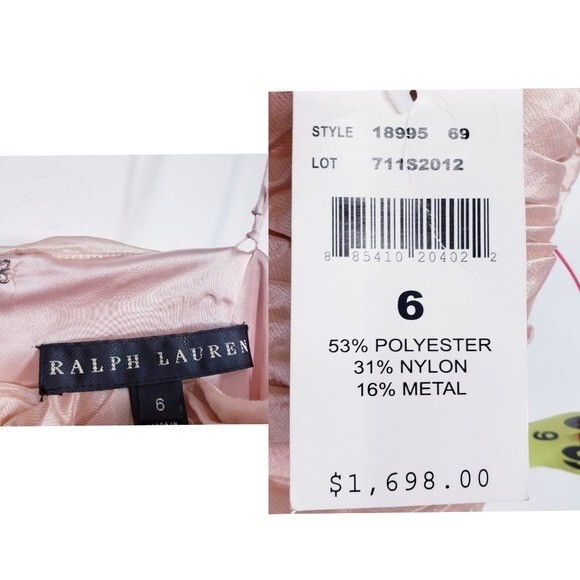 RALPH LAUREN
6
STYLE 18995 69
LOT 711S2012
8 85410 20402 2
6
53% POLYESTER
31% NYLON
16% METAL
$1,698.00
6